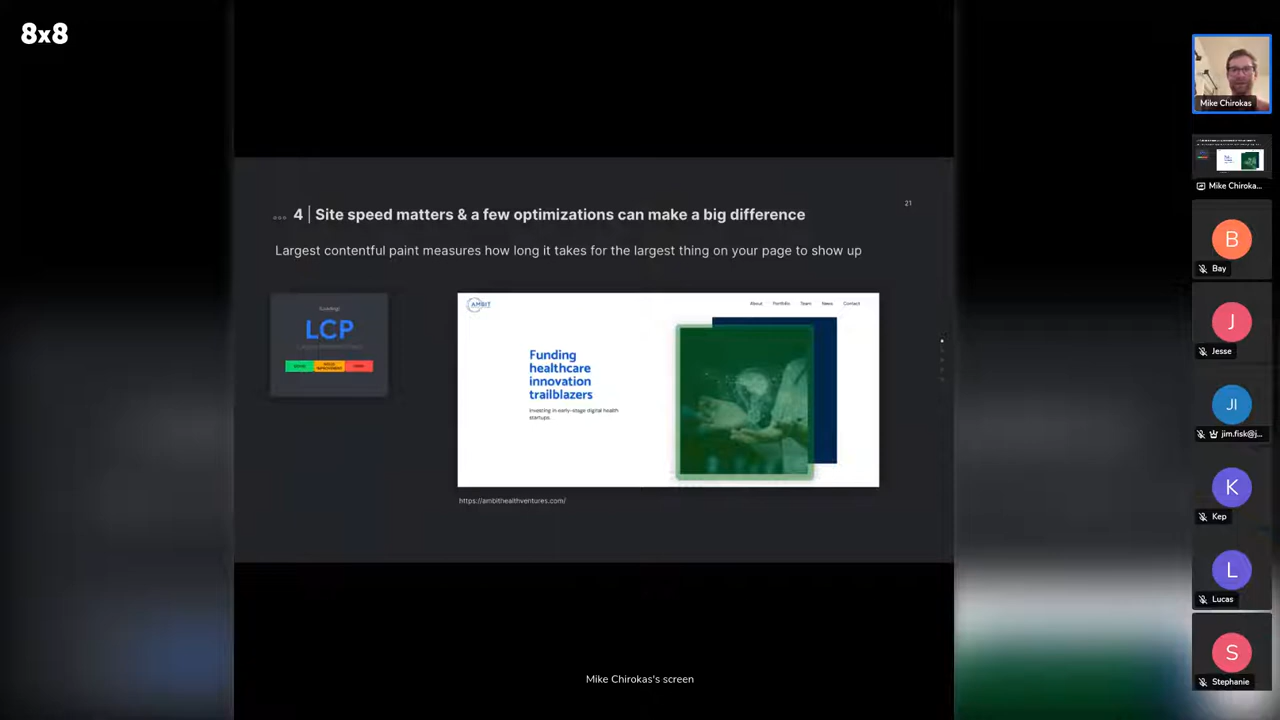 8x8
21
4 | Site speed matters & a few optimizations can make a big difference
Largest contentful paint measures how long it takes for the largest thing on your page to show up
LCP
AMBIT
About Portfolio Team News Contact
Funding
healthcare
innovation
trailblazers
Investing in early-stage digital health
startups.
https://ambithealthventures.com/
Mike Chirokas's screen
Mike Chirokas
Mike Chiroka...
B
Bay
J
Jesse
JI
jim.fisk@j...
K
Kep
L
Lucas
S
Stephanie